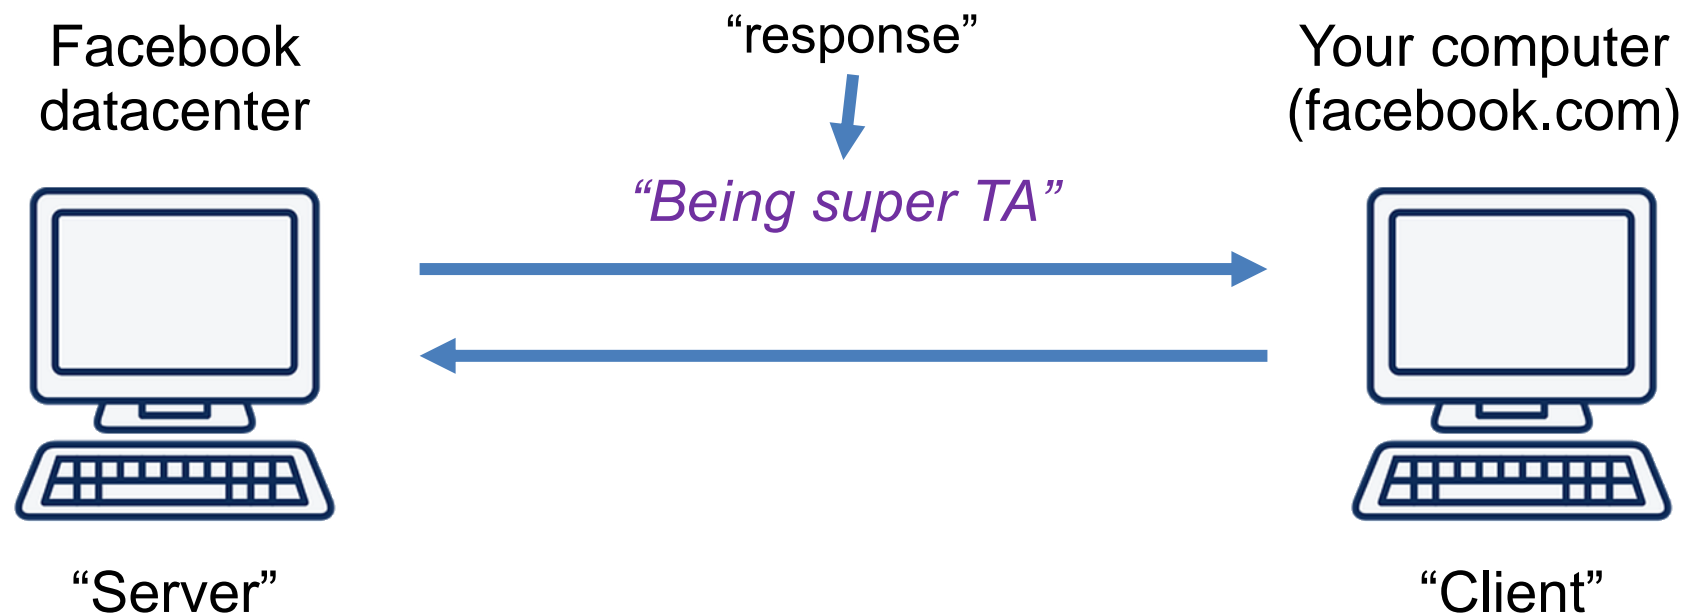 Facebook
datacenter
“response”
Your computer
(facebook.com)
“Being super TA”
“Server”
“Client”